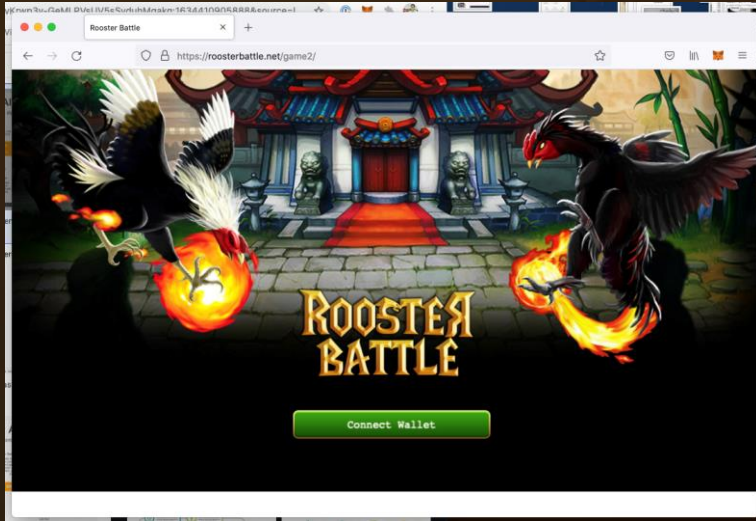 Rooster Battle
https://roosterbattle.net/game2/
ROOSTER
BATTLE
Connect Wallet